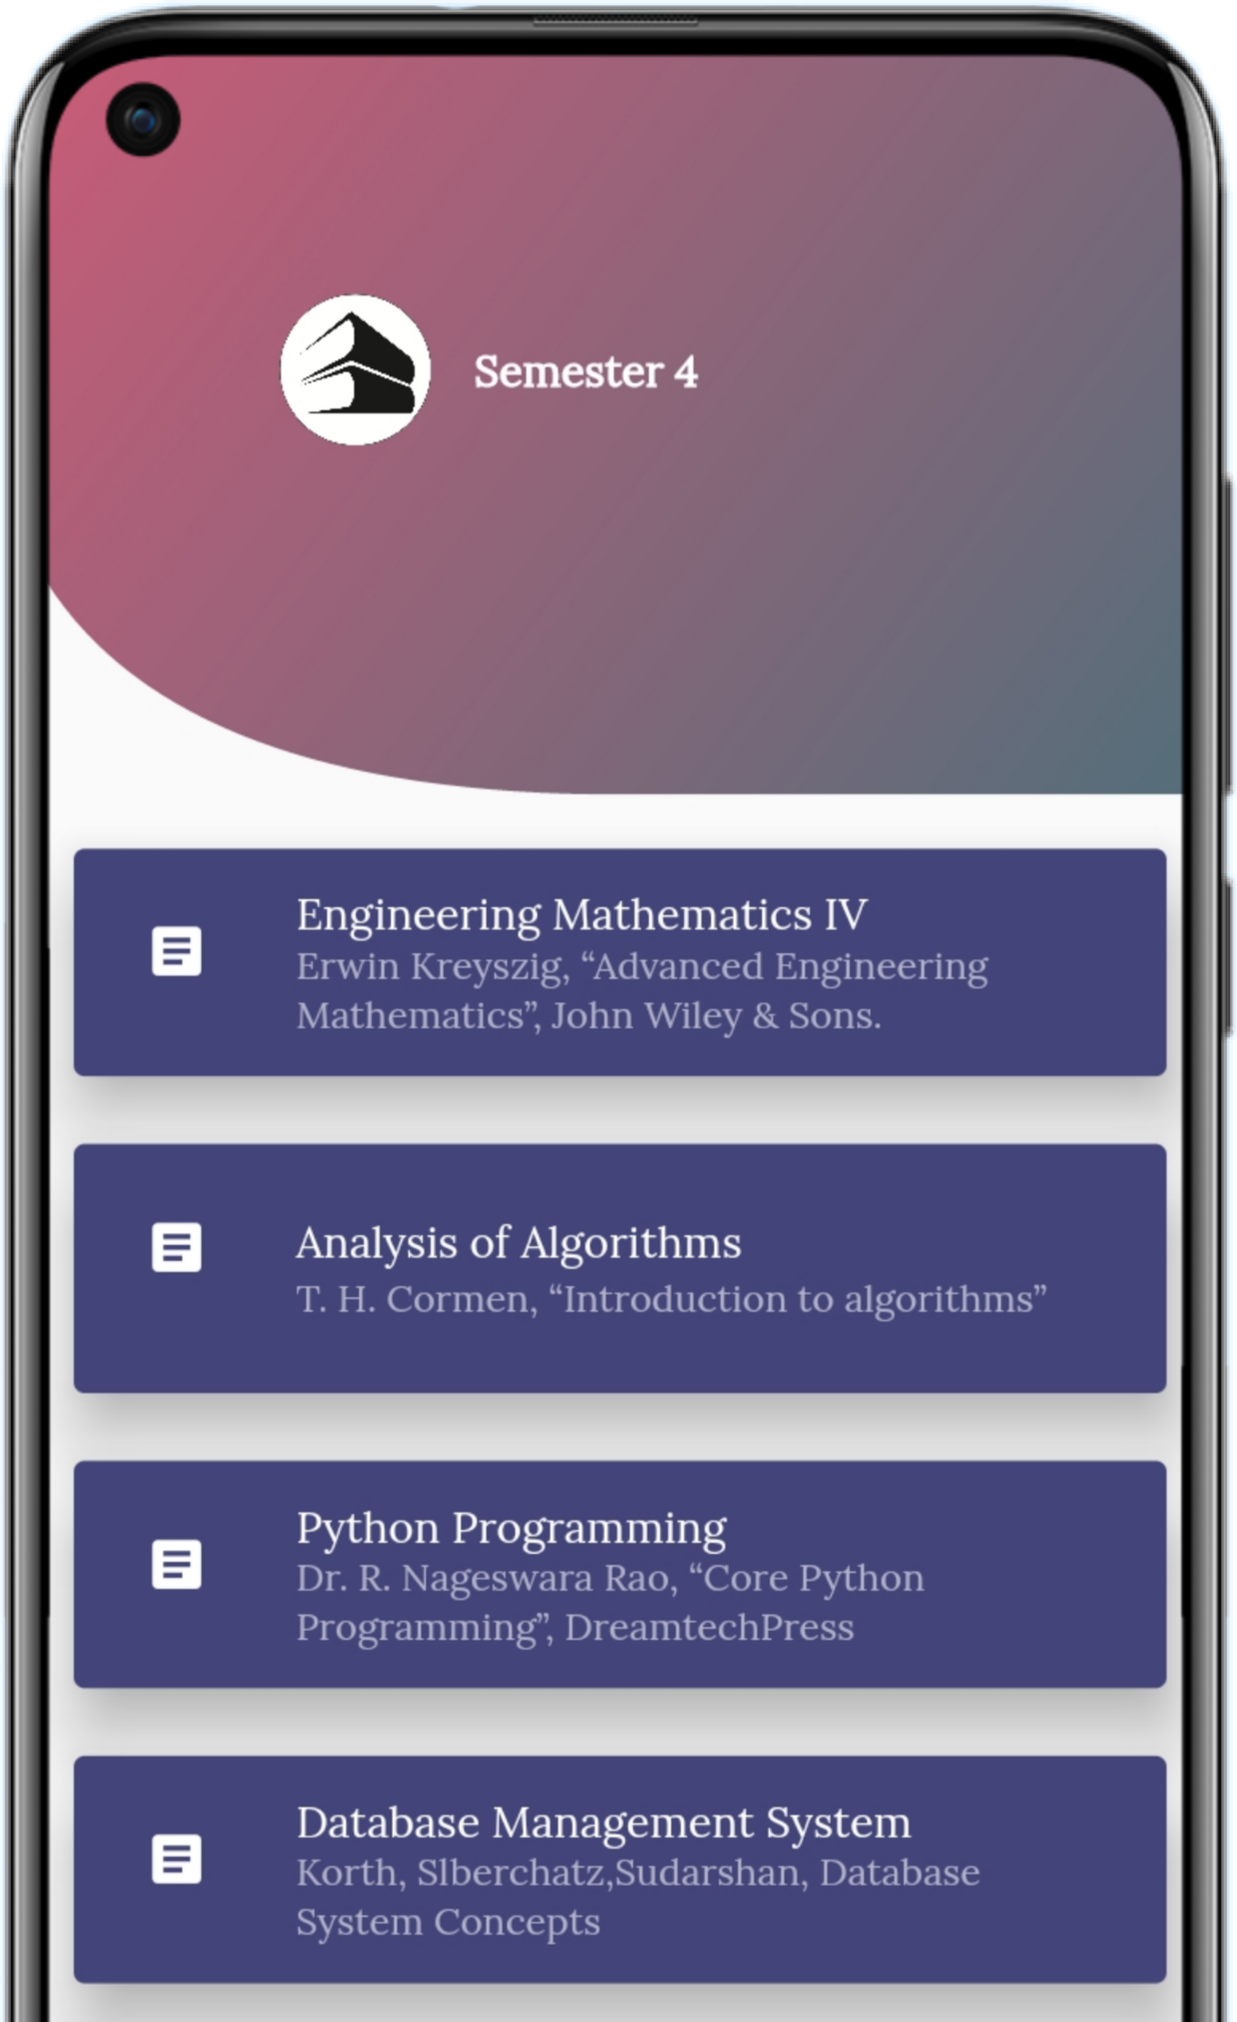 Semester 4
Engineering Mathematics IV
Erwin Kreyszig, “Advanced Engineering
Mathematics”, John Wiley & Sons.
Analysis of Algorithms
T. H. Cormen, “Introduction to algorithms”
Python Programming
Dr. R. Nageswara Rao, “Core Python
Programming”, DreamtechPress
Database Management System
Korth, Slberchatz,Sudarshan, Database
System Concepts